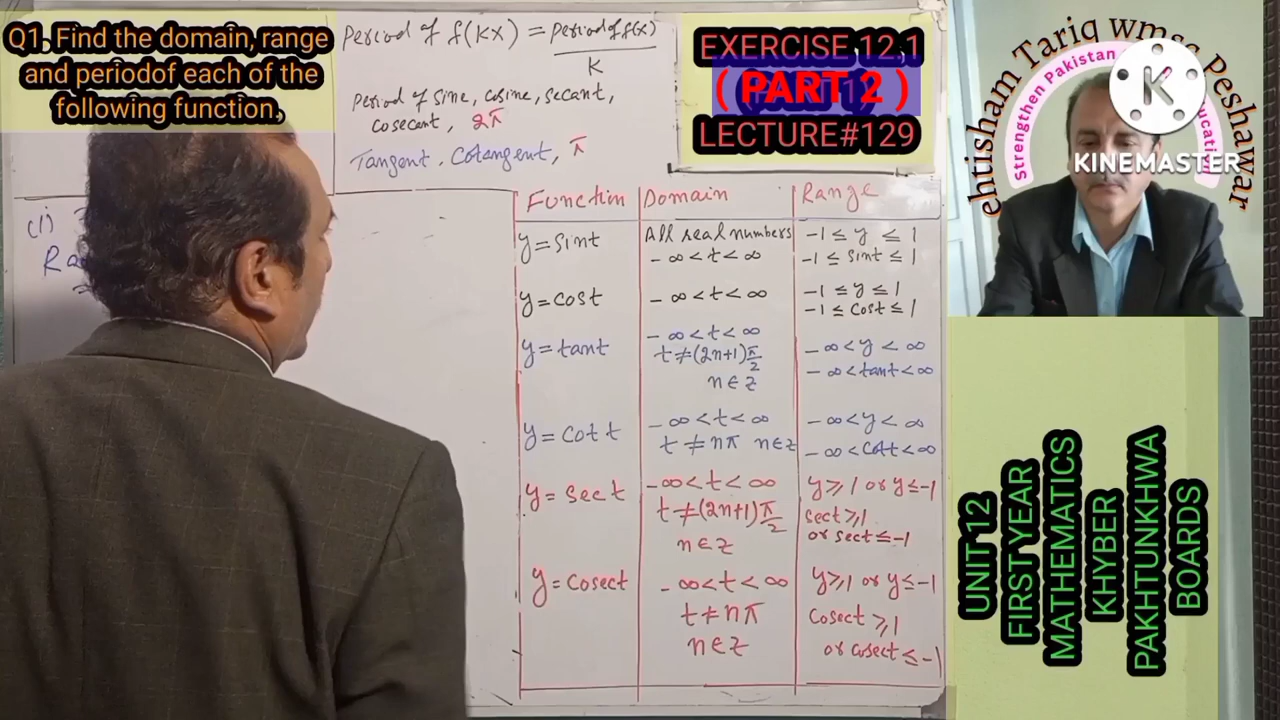 Q1. Find the domain, range
and periodof each of the
following function.
Period of f(Kx) = period of f(x)
K
Period of sine, cosine, secant,
cosecant, 2π
Tangent, Cotangent, π
EXERCISE 12.1
( PART 2 )
LECTURE#129
ehtisham Tariq wmsc Peshawar
Strengthen Pakistan
ucation
K
KINEMASTER
(i)
Function Domain Range
y = sint All real numbers -1 ≤ y ≤ 1
-∞ < t < ∞ -1 ≤ sint ≤ 1
y = cost -∞ < t < ∞ -1 ≤ y ≤ 1
-1 ≤ cost ≤ 1
y = tant -∞ < t < ∞ -∞ < y < ∞
t ≠ (2n+1)π/2 -∞ < tant < ∞
n ∈ z
y = cot t -∞ < t < ∞ -∞ < y < ∞
t ≠ nπ n ∈ z -∞ < cot t < ∞
y = sec t -∞ < t < ∞ y ≥ 1 or y ≤ -1
t ≠ (2n+1)π/2 sect ≥ 1
n ∈ z or sect ≤ -1
y = cosect -∞ < t < ∞ y ≥ 1 or y ≤ -1
t ≠ nπ cosect ≥ 1
n ∈ z or cosect ≤ -1
UNIT 12
FIRST YEAR
MATHEMATICS
KHYBER
PAKHTUNKHWA
BOARDS